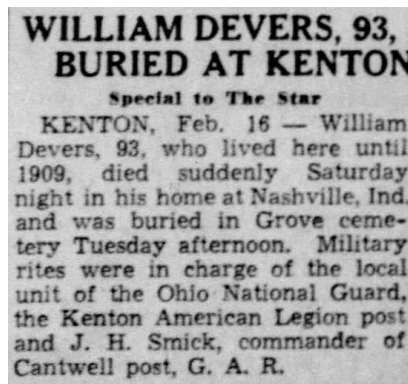 WILLIAM DEVERS, 93,
BURIED AT KENTON
Special to The Star
KENTON, Feb. 16 — William
Devers, 93, who lived here until
1909, died suddenly Saturday
night in his home at Nashville, Ind.
and was buried in Grove ceme-
tery Tuesday afternoon. Military
rites were in charge of the local
unit of the Ohio National Guard,
the Kenton American Legion post
and J. H. Smick, commander of
Cantwell post, G. A. R.